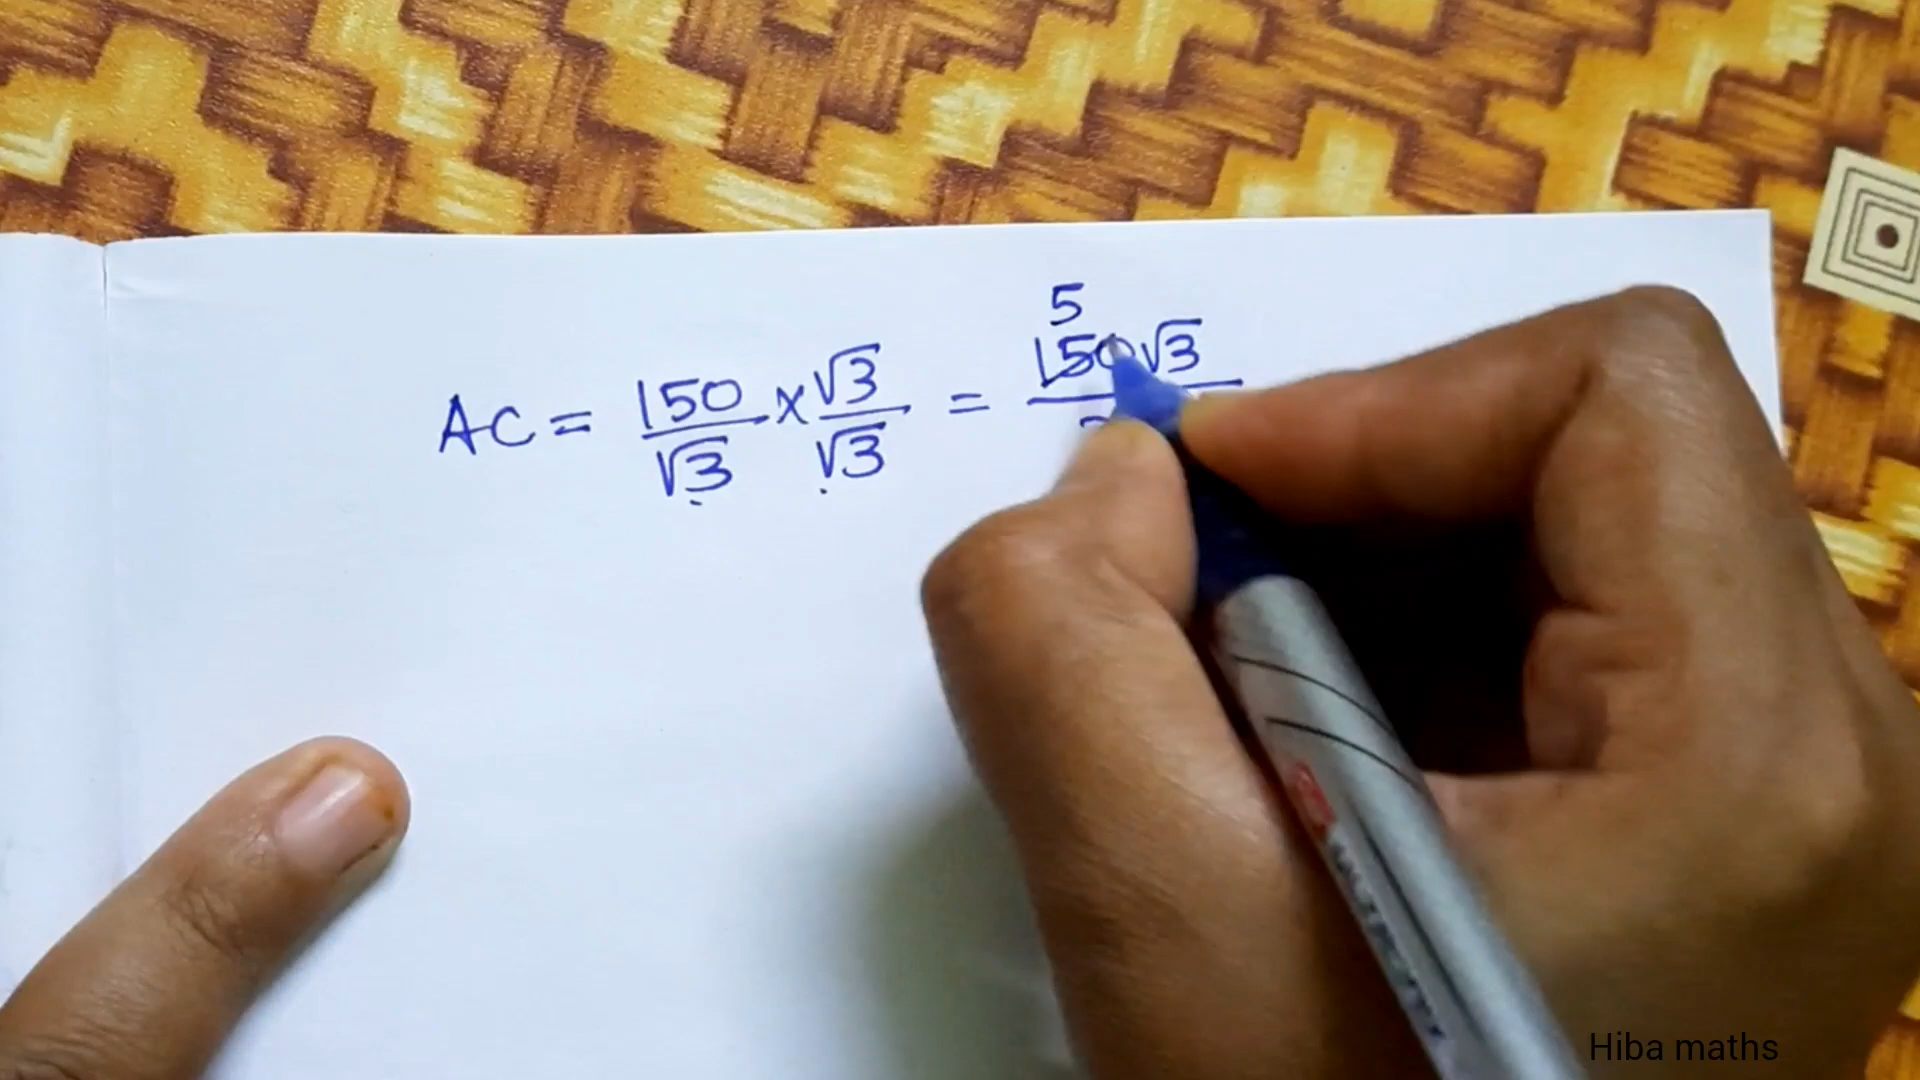 5
AC = 150/√3 × √3/√3 = 150√3
Hiba maths